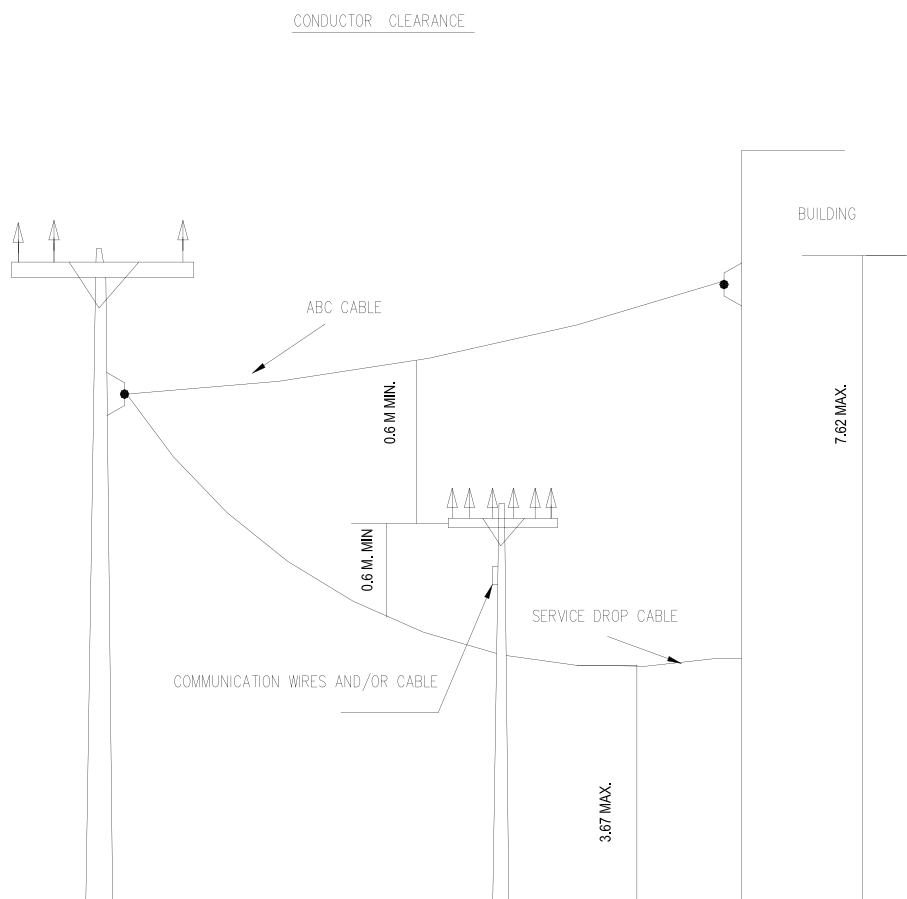 CONDUCTOR CLEARANCE
BUILDING
ABC CABLE
0.6 M MIN.
7.62 MAX.
0.6 M. MIN
SERVICE DROP CABLE
COMMUNICATION WIRES AND/OR CABLE
3.67 MAX.